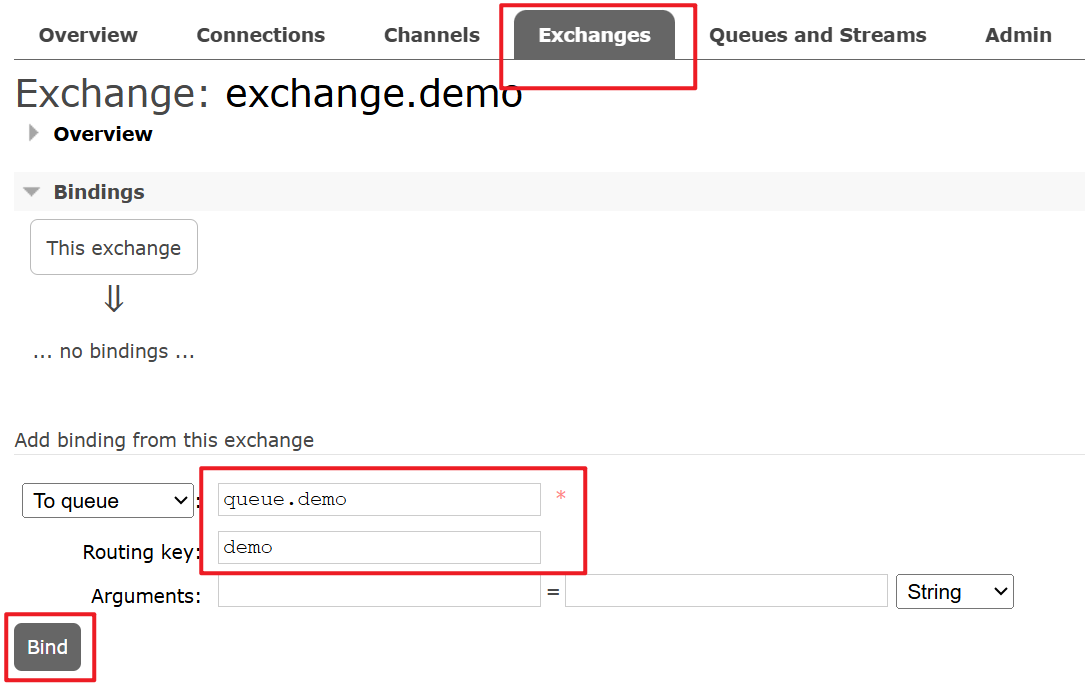 Overview Connections Channels Exchanges Queues and Streams Admin
Exchange: exchange.demo
Overview
Bindings
This exchange
⇓
... no bindings ...
Add binding from this exchange
To queue : queue.demo *
Routing key: demo
Arguments: = String
Bind